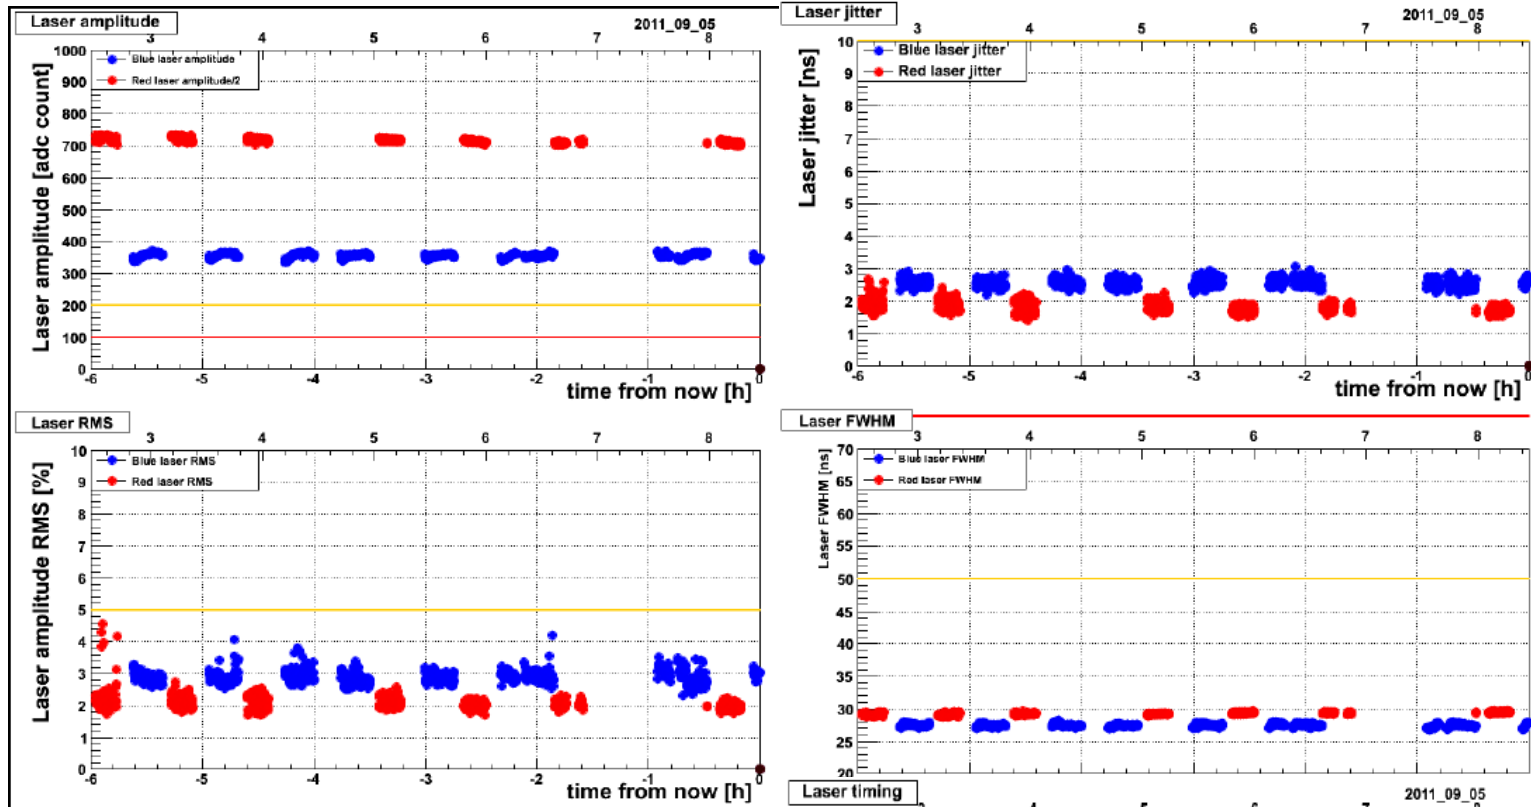 Laser amplitude
2011_09_05
3 4 5 6 7 8
1000
900
800
700
600
500
400
300
200
100
0
Blue laser amplitude
Red laser amplitude/2
Laser amplitude [adc count]
-6 -5 -4 -3 -2 -1 0
time from now [h]
Laser jitter
2011_09_05
3 4 5 6 7 8
10
9
8
7
6
5
4
3
2
1
0
Blue laser jitter
Red laser jitter
Laser jitter [ns]
-6 -5 -4 -3 -2 -1 0
time from now [h]
Laser RMS
3 4 5 6 7 8
10
9
8
7
6
5
4
3
2
1
0
Blue laser RMS
Red laser RMS
Laser amplitude RMS [%]
-6 -5 -4 -3 -2 -1 0
time from now [h]
Laser FWHM
3 4 5 6 7 8
70
65
60
55
50
45
40
35
30
25
20
Blue laser FWHM
Red laser FWHM
Laser FWHM [ns]
Laser timing
2011_09_05